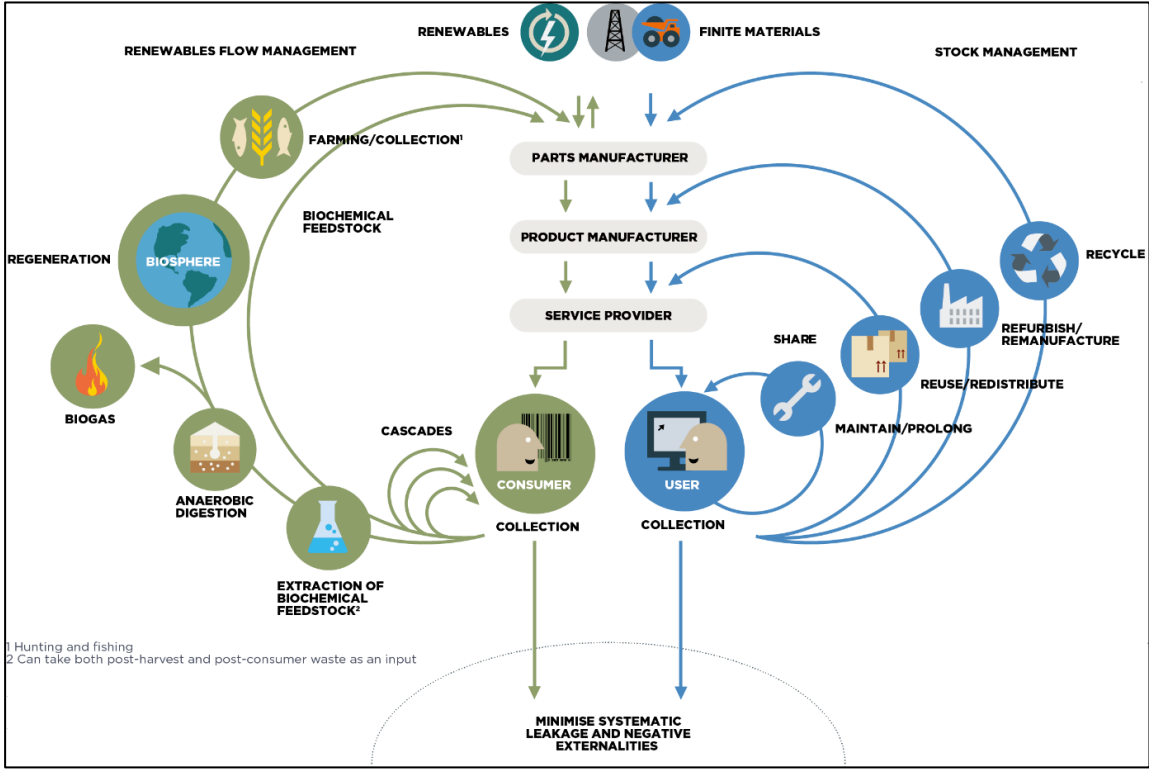 RENEWABLES
FINITE MATERIALS
RENEWABLES FLOW MANAGEMENT
STOCK MANAGEMENT
FARMING/COLLECTION¹
PARTS MANUFACTURER
BIOCHEMICAL
FEEDSTOCK
PRODUCT MANUFACTURER
REGENERATION
BIOSPHERE
RECYCLE
SERVICE PROVIDER
SHARE
REFURBISH/
REMANUFACTURE
REUSE/REDISTRIBUTE
BIOGAS
CASCADES
MAINTAIN/PROLONG
CONSUMER
USER
ANAEROBIC
DIGESTION
COLLECTION
COLLECTION
EXTRACTION OF
BIOCHEMICAL
FEEDSTOCK²
1 Hunting and fishing
2 Can take both post-harvest and post-consumer waste as an input
MINIMISE SYSTEMATIC
LEAKAGE AND NEGATIVE
EXTERNALITIES